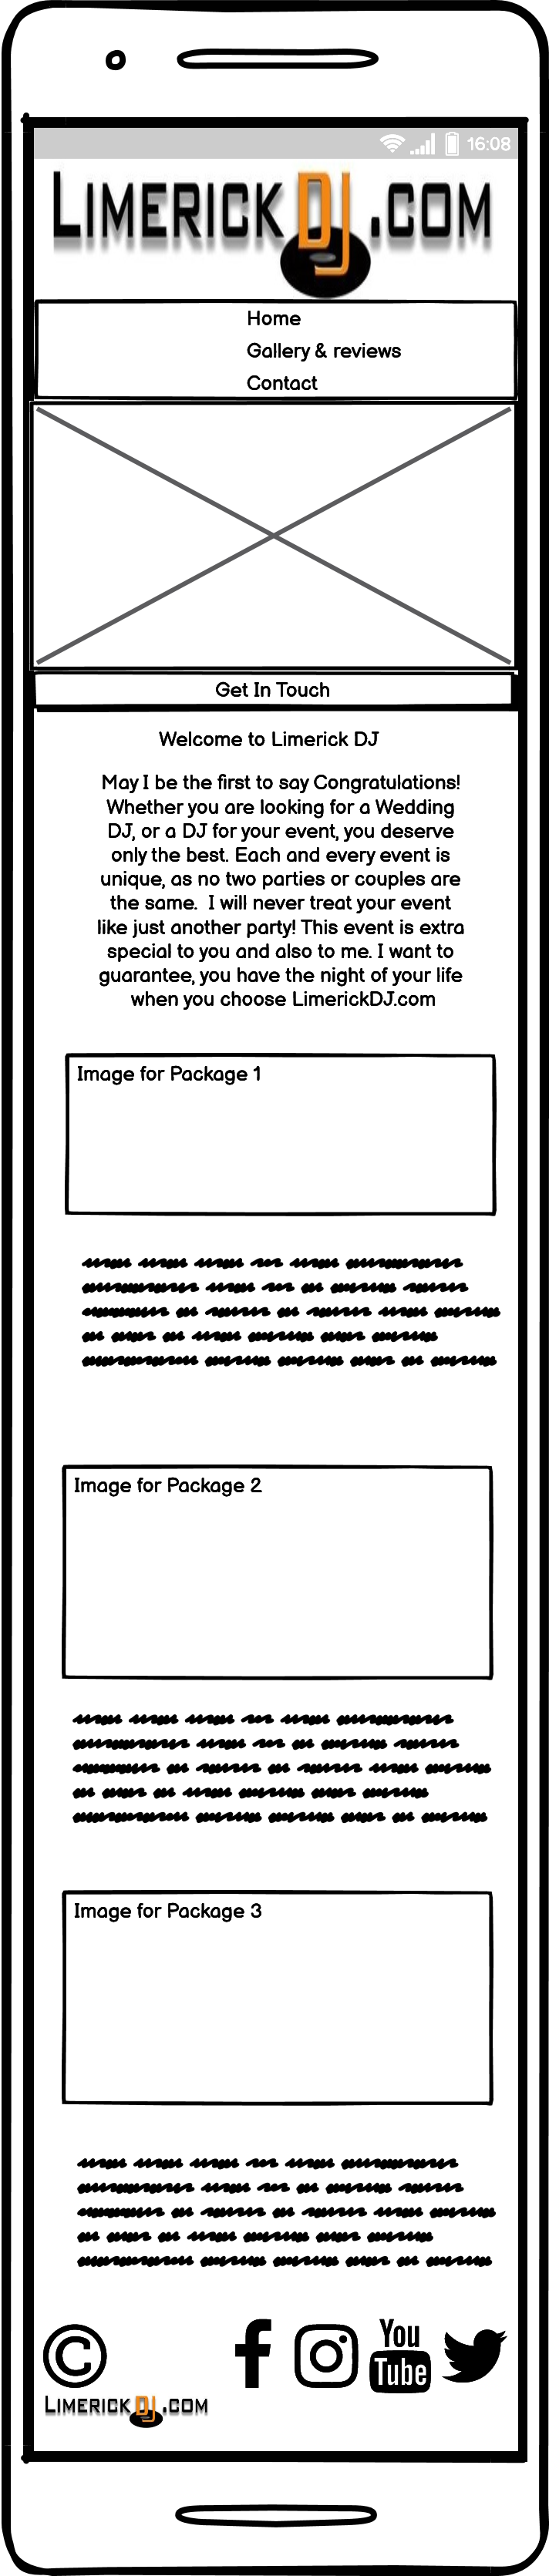 16:08
LIMERICK DJ .COM
Home
Gallery & reviews
Contact
Get In Touch
Welcome to Limerick DJ
May I be the first to say Congratulations!
Whether you are looking for a Wedding
DJ, or a DJ for your event, you deserve
only the best. Each and every event is
unique, as no two parties or couples are
the same.  I will never treat your event
like just another party! This event is extra
special to you and also to me. I want to
guarantee, you have the night of your life
when you choose LimerickDJ.com
Image for Package 1
Image for Package 2
Image for Package 3
© f You Tube
LIMERICK DJ .COM